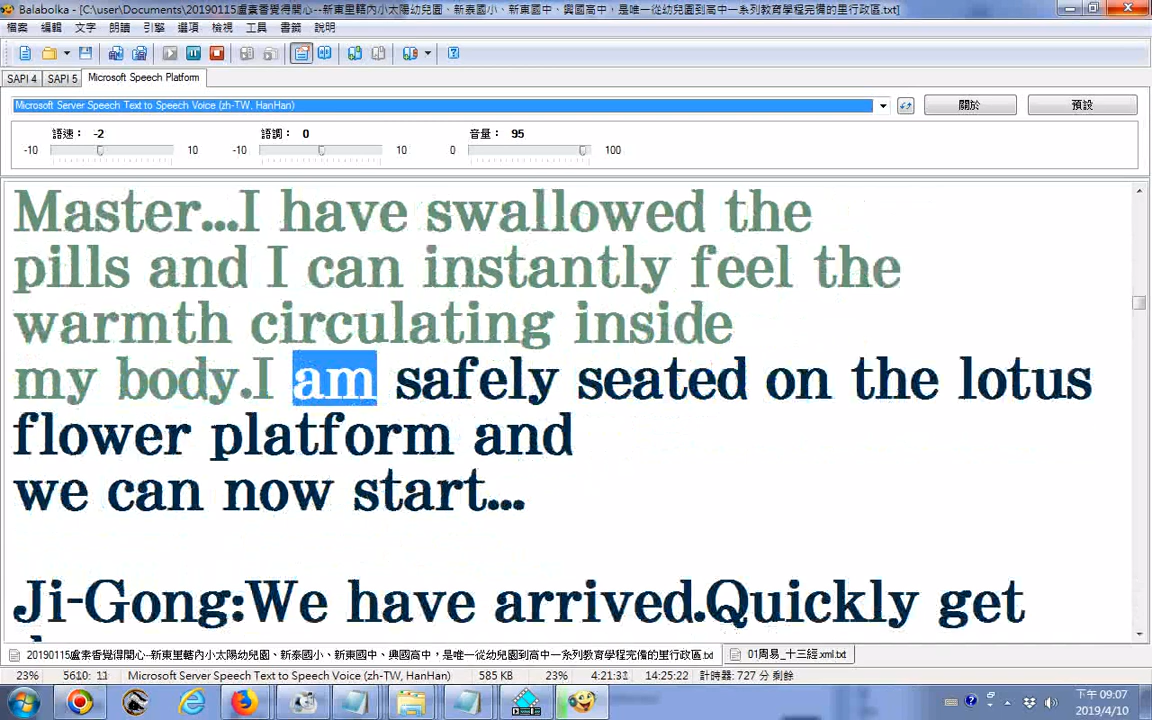 Balabolka - [C:\user\Documents\20190115盧素香覺得開心--新東里轄內小太陽幼兒園、新泰國小、新東國中、興國高中，是唯一從幼兒園到高中一系列教育學程完備的里行政區.txt]
檔案 編輯 文字 朗讀 引擎 選項 檢視 工具 書籤 說明
SAPI 4 SAPI 5 Microsoft Speech Platform
Microsoft Server Speech Text to Speech Voice (zh-TW, HanHan) 關於 預設
語速： -2 語調： 0 音量： 95
-10 10 -10 10 0 100
Master...I have swallowed the
pills and I can instantly feel the
warmth circulating inside
my body.I am safely seated on the lotus
flower platform and
we can now start...
Ji-Gong:We have arrived.Quickly get
20190115盧素香覺得開心--新東里轄內小太陽幼兒園、新泰國小、新東國中、興國高中，是唯一從幼兒園到高中一系列教育學程完備的里行政區.txt 01周易_十三經.xml.txt
23% 5610: 11 Microsoft Server Speech Text to Speech Voice (zh-TW, HanHan) 585 KB 23% 4:21:31 14:25:22 計時器: 727 分 剩餘
下午 09:07
2019/4/10